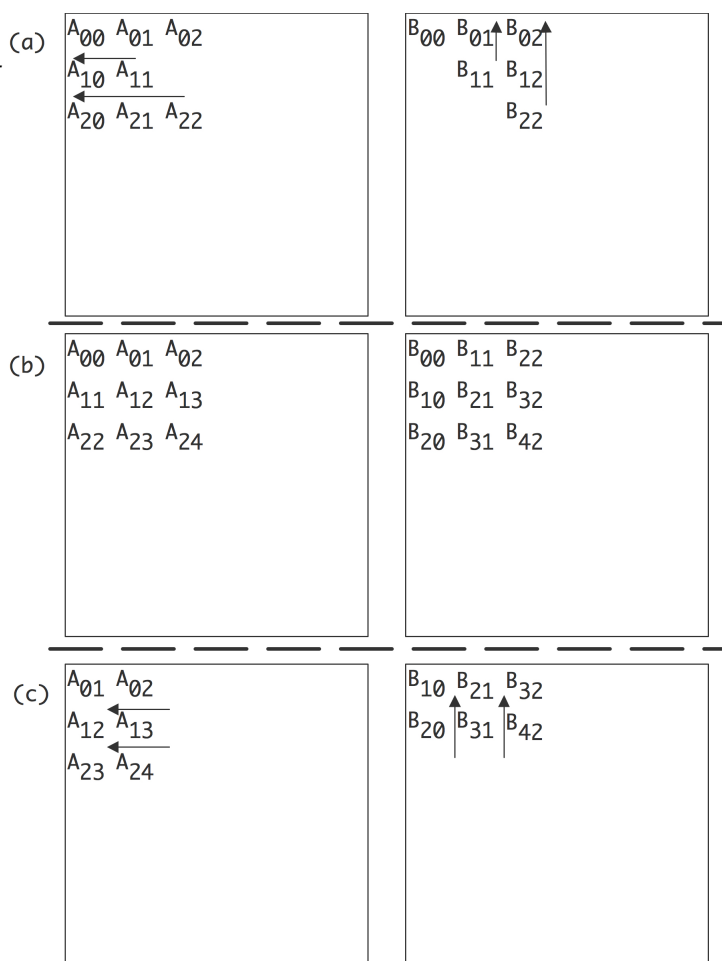 (a) A00 A01 A02 B00 B01 B02
A10 A11 B11 B12
A20 A21 A22 B22
(b) A00 A01 A02 B00 B11 B22
A11 A12 A13 B10 B21 B32
A22 A23 A24 B20 B31 B42
(c) A01 A02 B10 B21 B32
A12 A13 B20 B31 B42
A23 A24